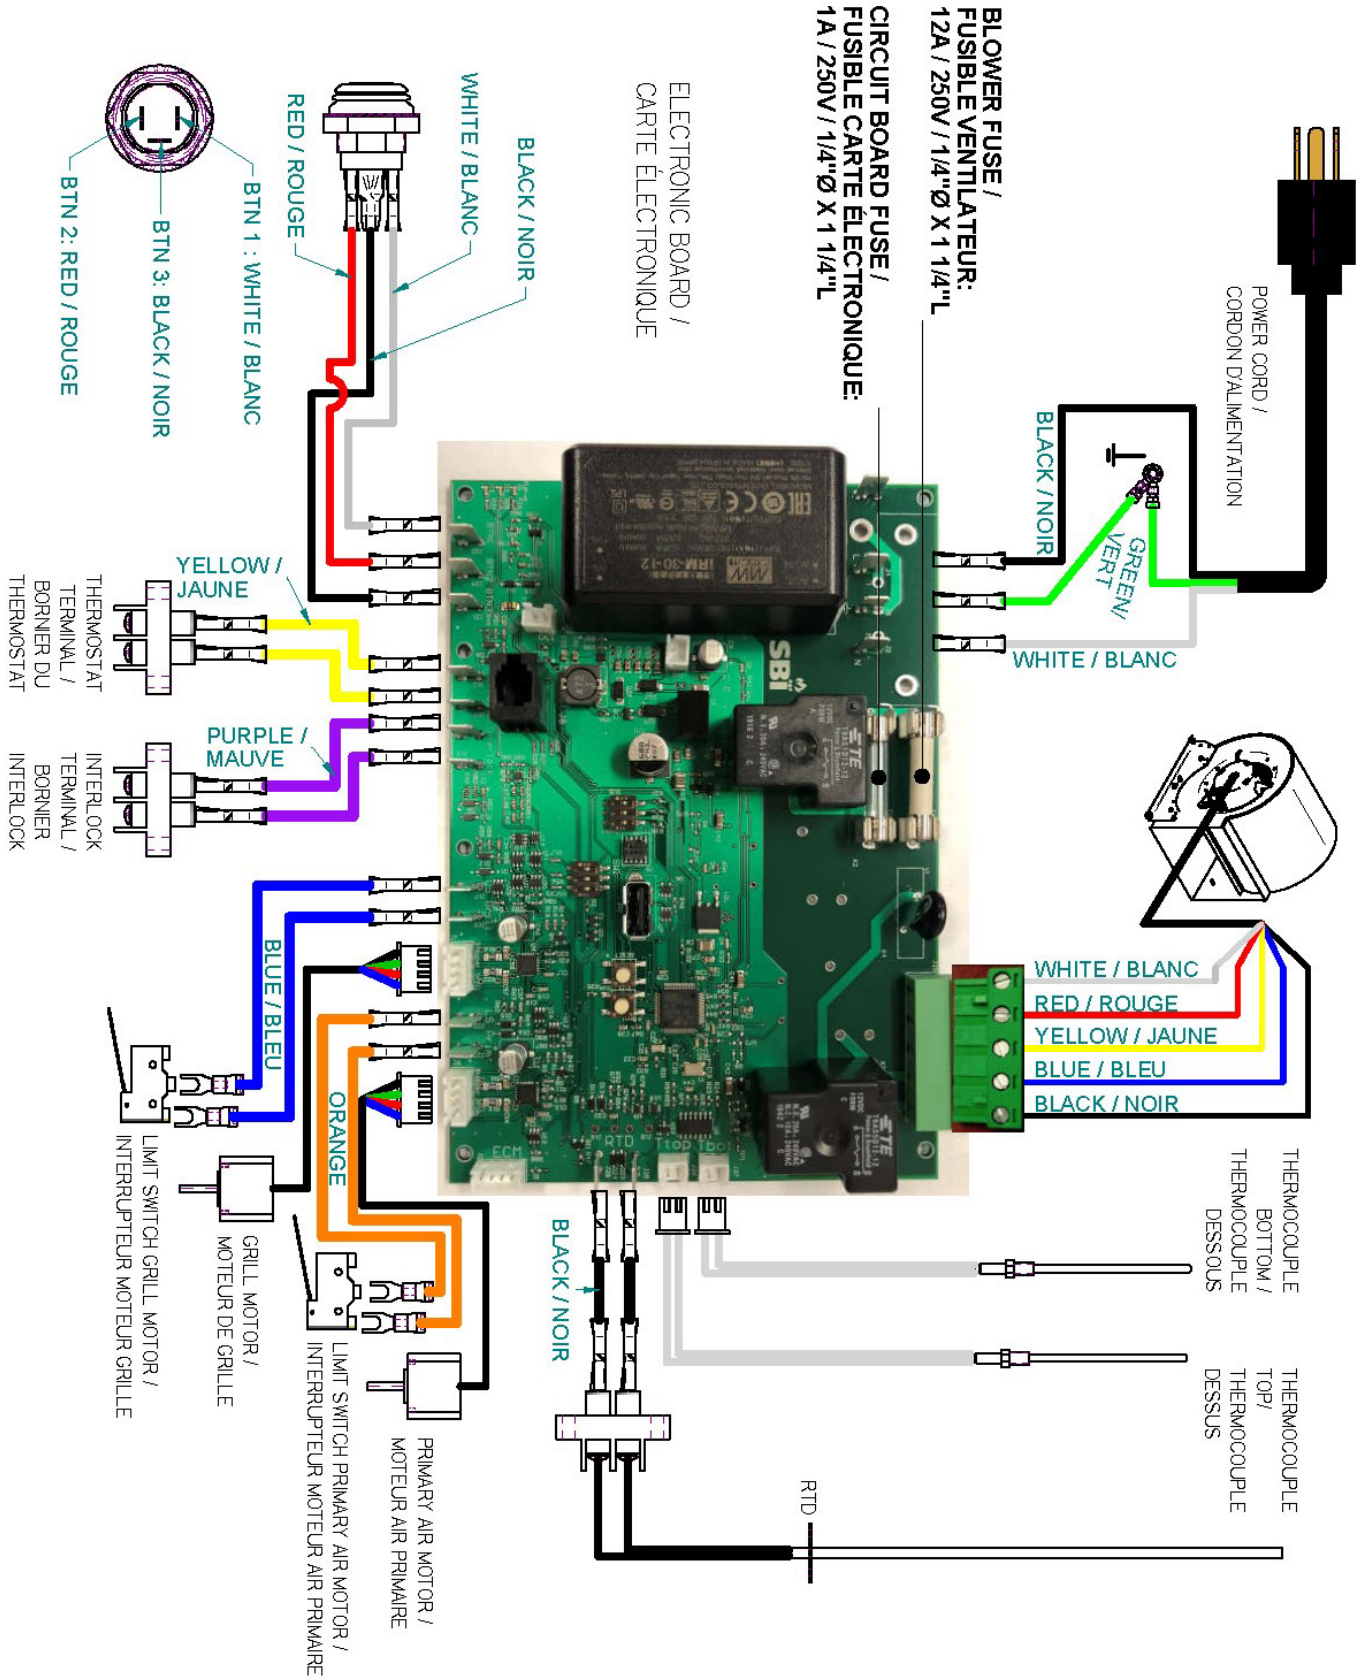 POWER CORD /
CORDON D'ALIMENTATION
BLOWER FUSE /
FUSIBLE VENTILATEUR:
12A / 250V / 1/4"Ø X 1 1/4"L
CIRCUIT BOARD FUSE /
FUSIBLE CARTE ÉLECTRONIQUE:
1A / 250V / 1/4"Ø X 1 1/4"L
ELECTRONIC BOARD /
CARTE ÉLECTRONIQUE
BLACK / NOIR
WHITE / BLANC
RED / ROUGE
BTN 1 : WHITE / BLANC
BTN 3: BLACK / NOIR
BTN 2: RED / ROUGE
BLACK / NOIR
GREEN/
VERT
WHITE / BLANC
YELLOW /
JAUNE
THERMOSTAT
TERMINAL /
BORNIER DU
THERMOSTAT
PURPLE /
MAUVE
INTERLOCK
TERMINAL /
BORNIER
INTERLOCK
SBI
IRM-30-12
TE
TE
WHITE / BLANC
RED / ROUGE
YELLOW / JAUNE
BLUE / BLEU
BLACK / NOIR
BLUE / BLEU
ORANGE
ECM
RTD
BLACK / NOIR
THERMOCOUPLE
BOTTOM /
THERMOCOUPLE
DESSOUS
THERMOCOUPLE
TOP/
THERMOCOUPLE
DESSUS
RTD
PRIMARY AIR MOTOR /
MOTEUR AIR PRIMAIRE
LIMIT SWITCH PRIMARY AIR MOTOR /
INTERRUPTEUR MOTEUR AIR PRIMAIRE
GRILL MOTOR /
MOTEUR DE GRILLE
LIMIT SWITCH GRILL MOTOR /
INTERRUPTEUR MOTEUR GRILLE